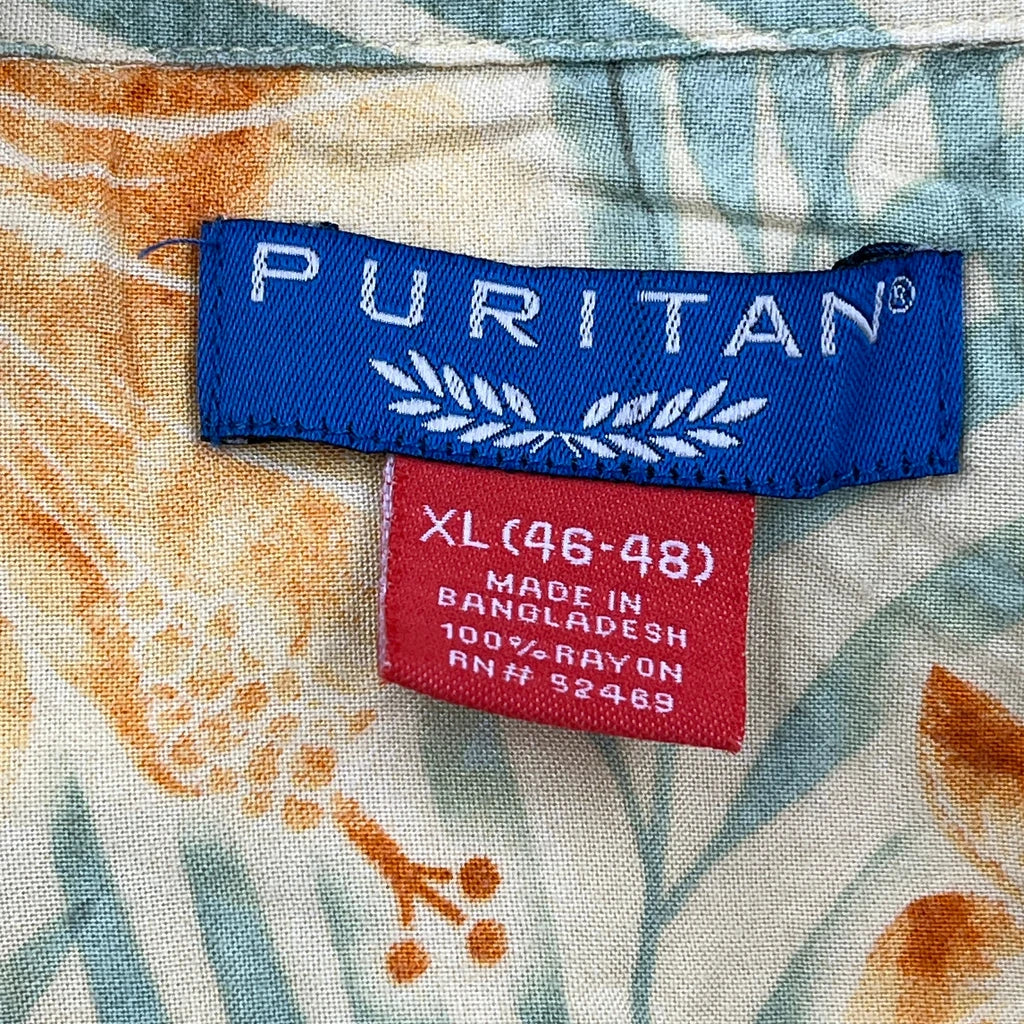 PURITAN®
XL (46-48)
MADE IN
BANGLADESH
100% RAYON
RN# 52469